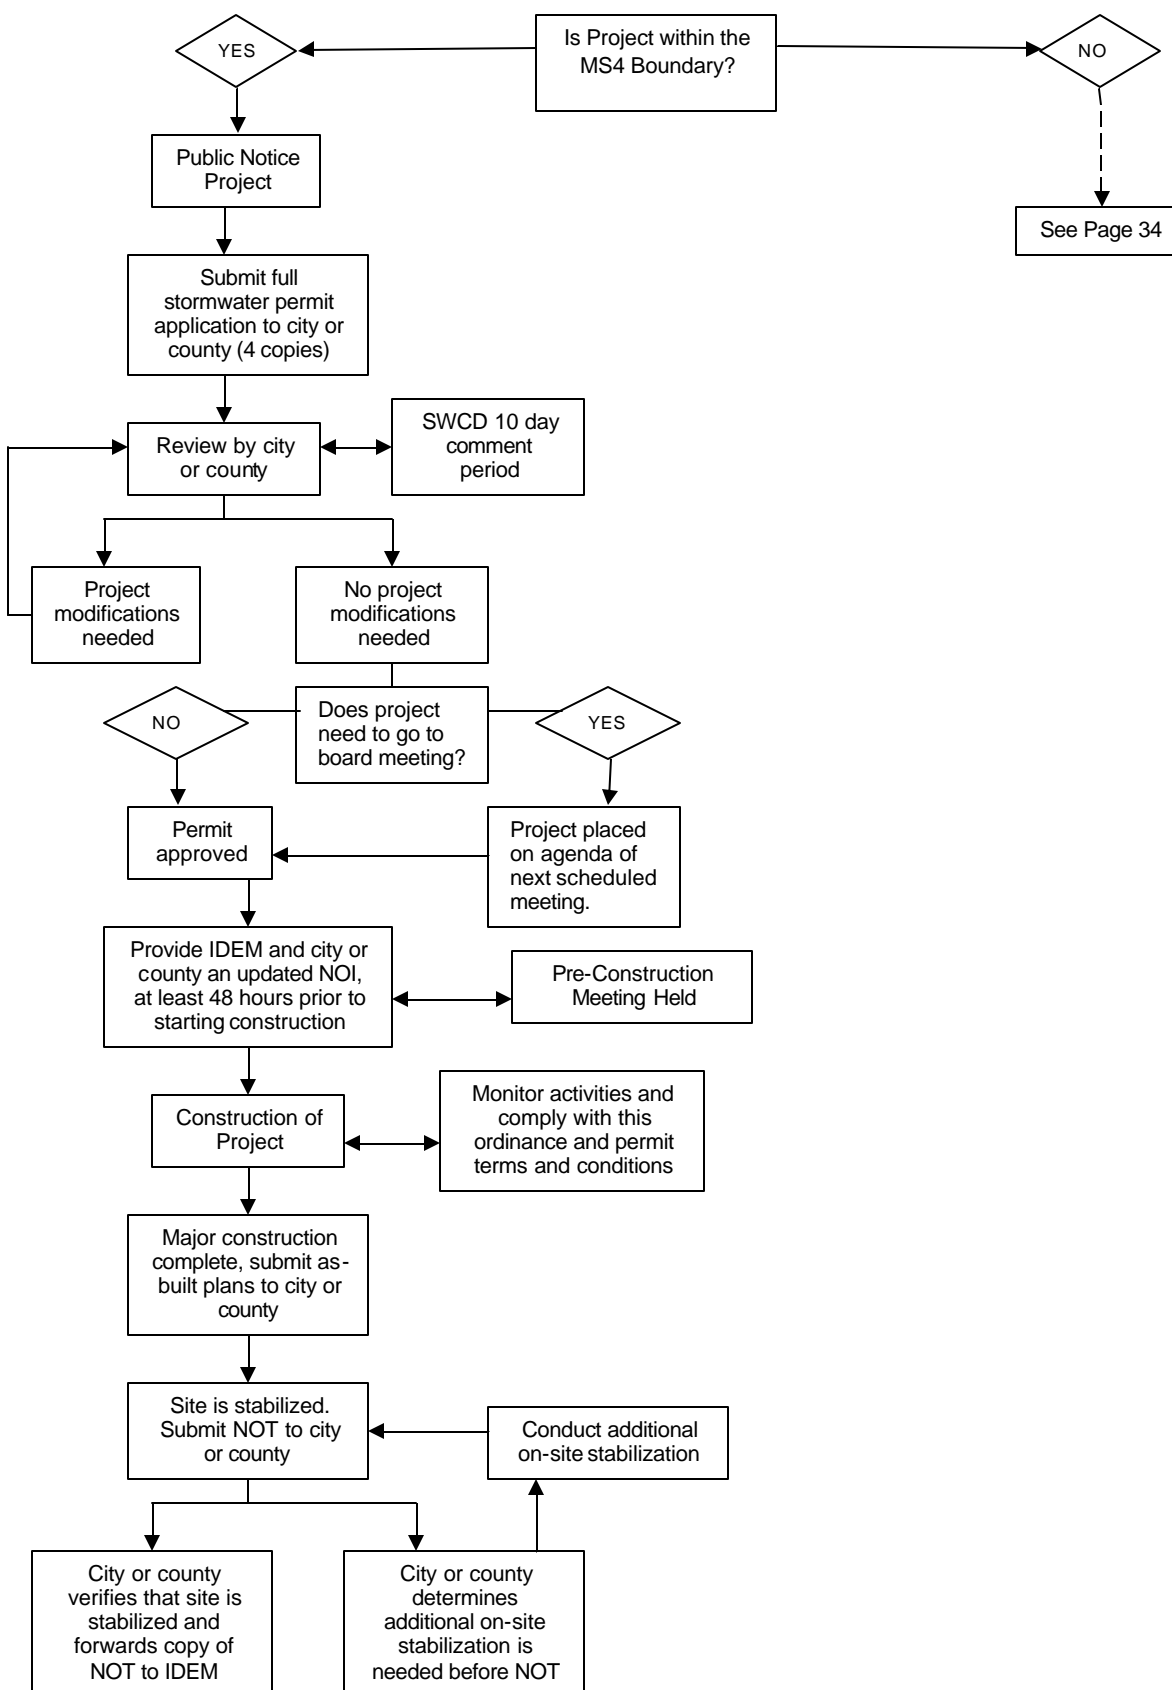 YES
Is Project within the
MS4 Boundary?
NO
Public Notice
Project
See Page 34
Submit full
stormwater permit
application to city or
county (4 copies)
Review by city
or county
SWCD 10 day
comment
period
Project
modifications
needed
No project
modifications
needed
NO
Does project
need to go to
board meeting?
YES
Permit
approved
Project placed
on agenda of
next scheduled
meeting.
Provide IDEM and city or
county an updated NOI,
at least 48 hours prior to
starting construction
Pre-Construction
Meeting Held
Construction of
Project
Monitor activities and
comply with this
ordinance and permit
terms and conditions
Major construction
complete, submit as-
built plans to city or
county
Site is stabilized.
Submit NOT to city
or county
Conduct additional
on-site stabilization
City or county
verifies that site is
stabilized and
forwards copy of
NOT to IDEM
City or county
determines
additional on-site
stabilization is
needed before NOT